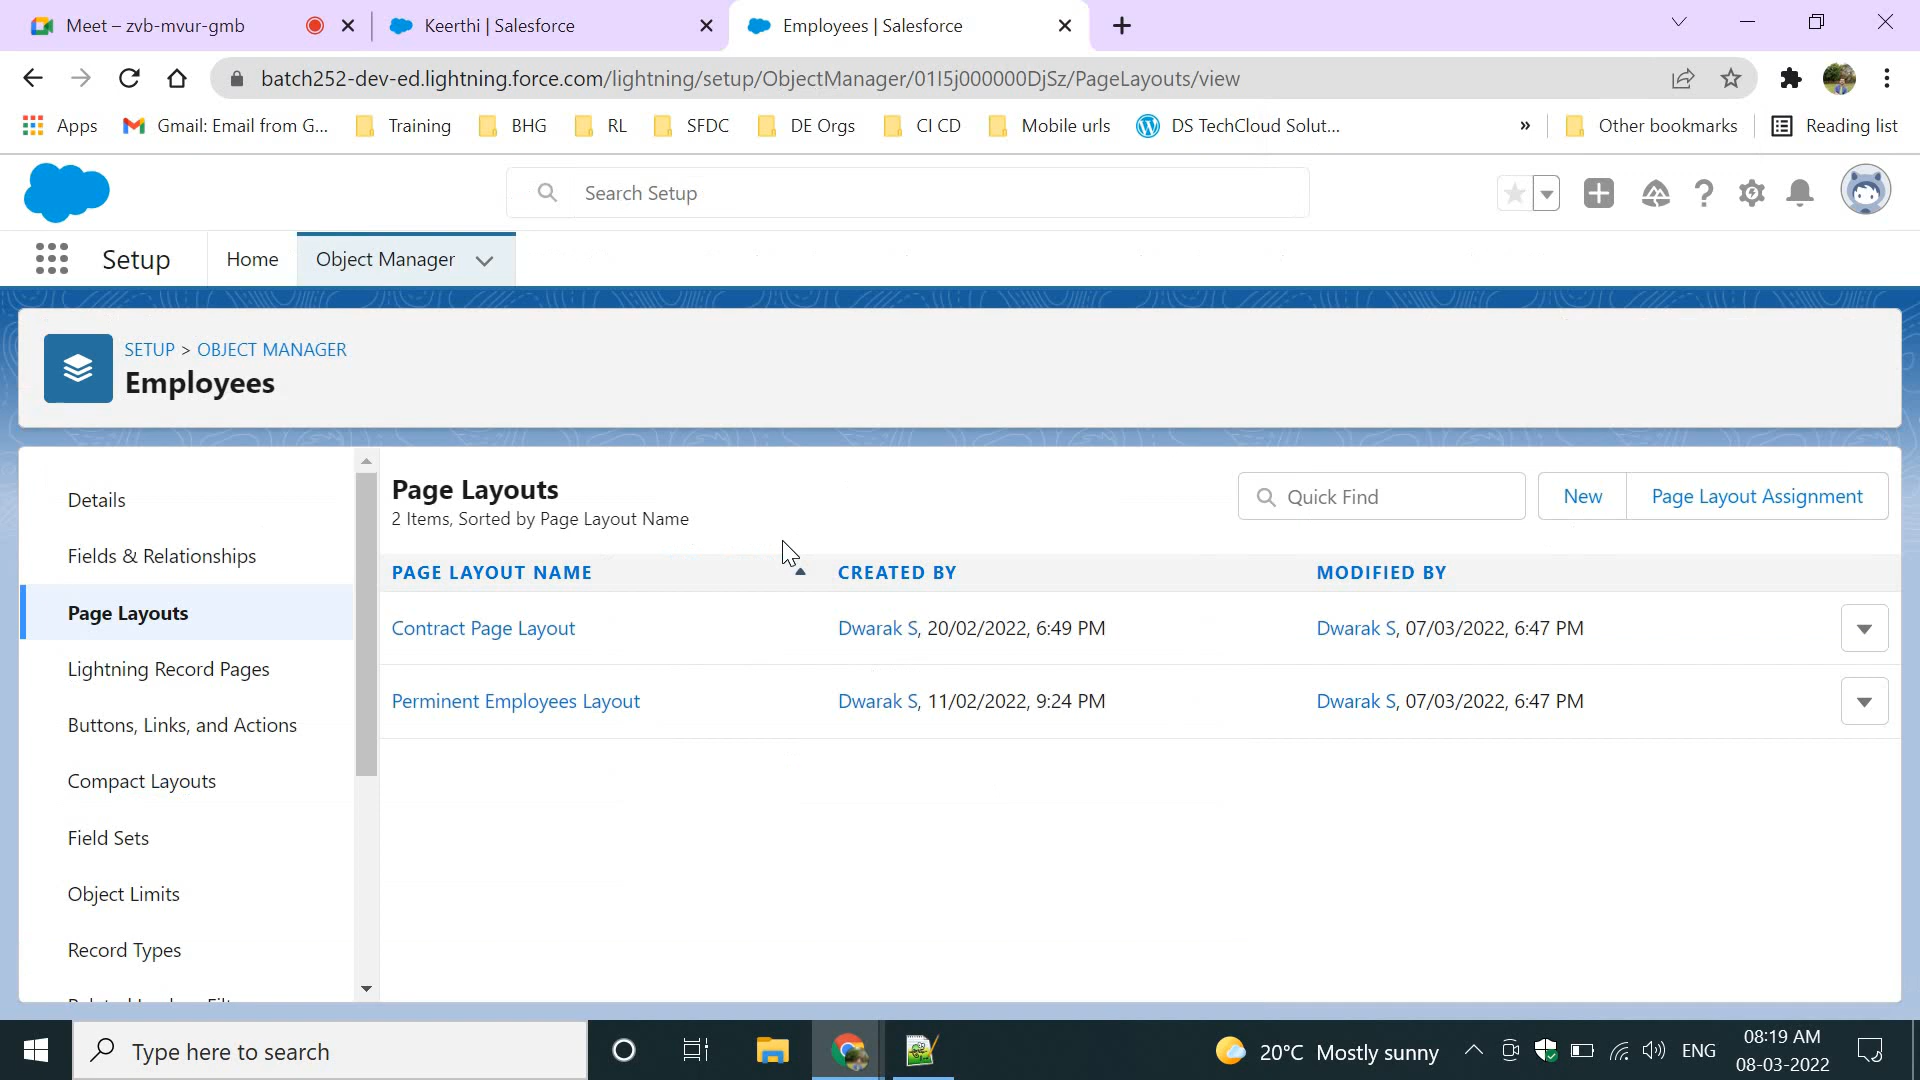 Meet – zvb-mvur-gmb
Keerthi | Salesforce
Employees | Salesforce
batch252-dev-ed.lightning.force.com/lightning/setup/ObjectManager/01I5j000000DjSz/PageLayouts/view
Apps
Gmail: Email from G...
Training
BHG
RL
SFDC
DE Orgs
CI CD
Mobile urls
DS TechCloud Solut...
»
Other bookmarks
Reading list
Search Setup
Setup
Home
Object Manager
SETUP > OBJECT MANAGER
Employees
Details
Fields & Relationships
Page Layouts
Lightning Record Pages
Buttons, Links, and Actions
Compact Layouts
Field Sets
Object Limits
Record Types
Page Layouts
2 Items, Sorted by Page Layout Name
Quick Find
New
Page Layout Assignment
PAGE LAYOUT NAME CREATED BY MODIFIED BY
Contract Page Layout Dwarak S, 20/02/2022, 6:49 PM Dwarak S, 07/03/2022, 6:47 PM
Perminent Employees Layout Dwarak S, 11/02/2022, 9:24 PM Dwarak S, 07/03/2022, 6:47 PM
Type here to search
20°C Mostly sunny
ENG
08:19 AM
08-03-2022